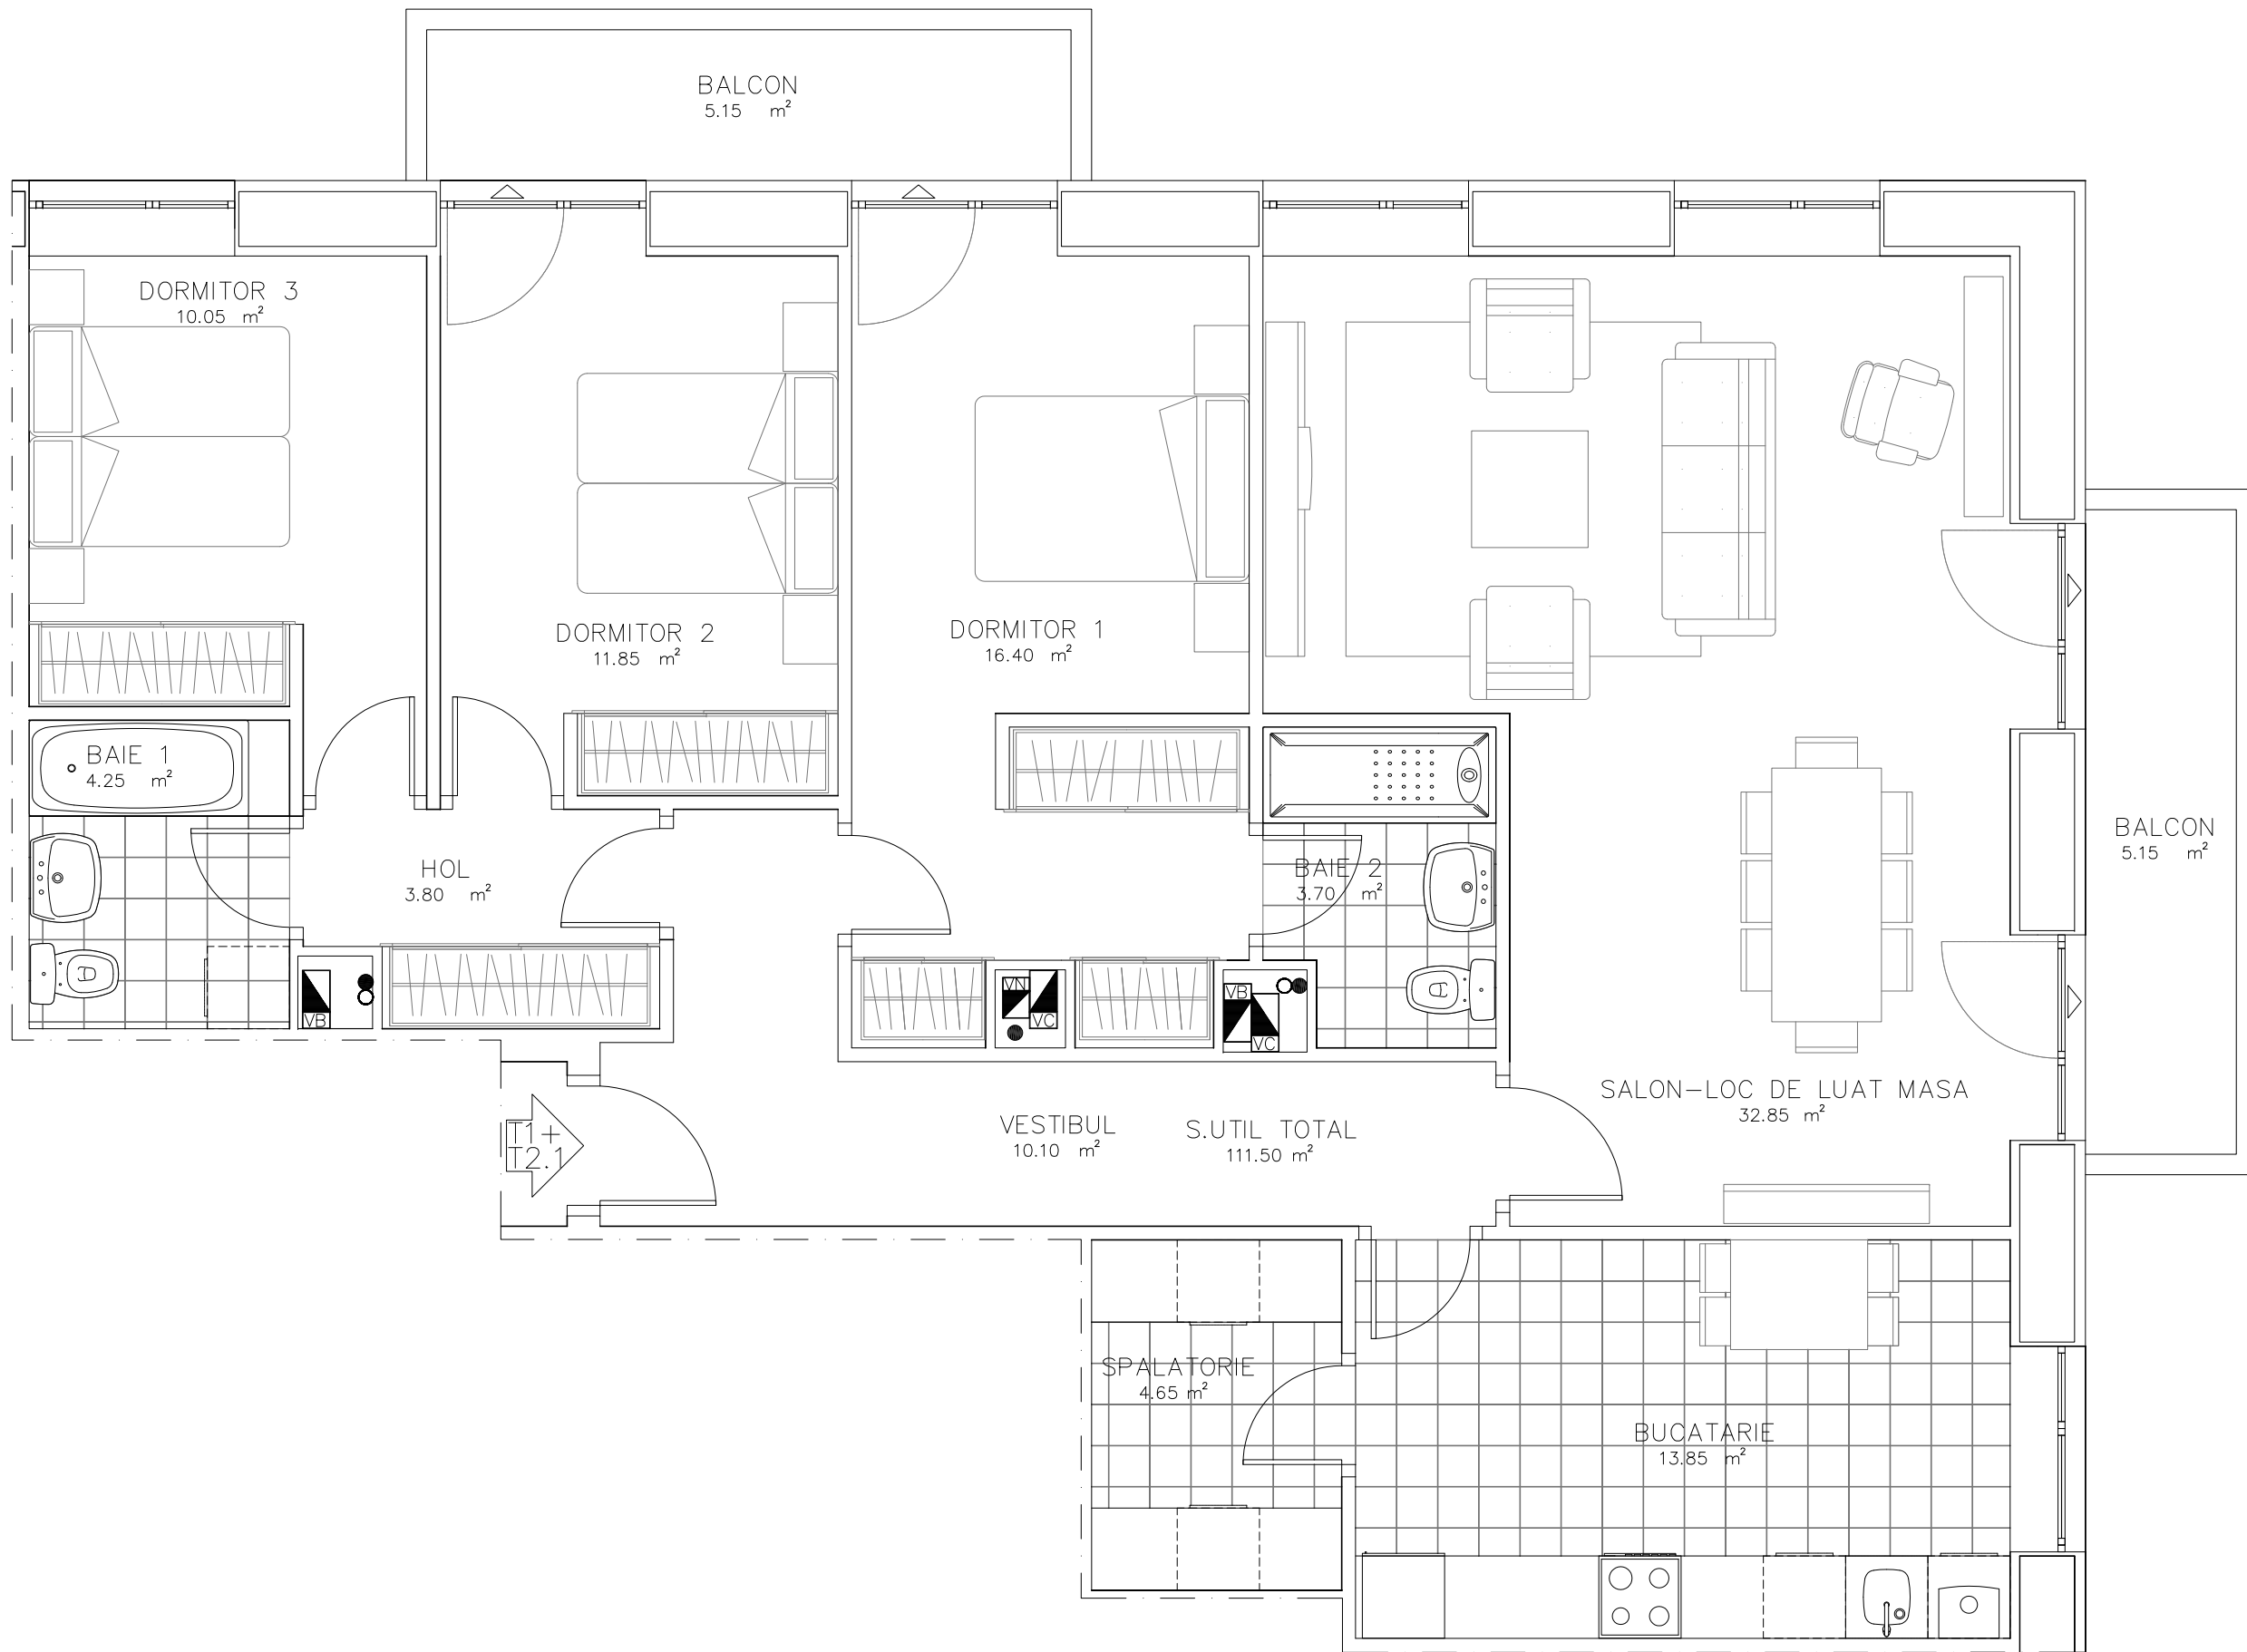 BALCON
5.15 m²
DORMITOR 3
10.05 m²
DORMITOR 2
11.85 m²
DORMITOR 1
16.40 m²
BAIE 1
4.25 m²
HOL
3.80 m²
BAIE 2
3.70 m²
BALCON
5.15 m²
VB
VN
VC
VB
VC
SALON-LOC DE LUAT MASA
32.85 m²
T1+
T2.1
VESTIBUL
10.10 m²
S.UTIL TOTAL
111.50 m²
SPALATORIE
4.65 m²
BUCATARIE
13.85 m²